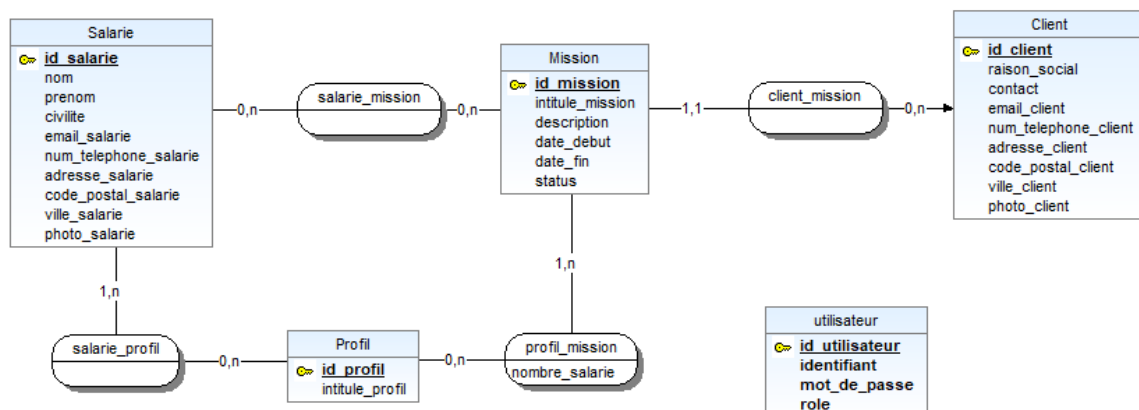 Salarie
id_salarie
nom
prenom
civilite
email_salarie
num_telephone_salarie
adresse_salarie
code_postal_salarie
ville_salarie
photo_salarie
0,n
salarie_mission
0,n
Mission
id_mission
intitule_mission
description
date_debut
date_fin
status
1,1
client_mission
0,n
Client
id_client
raison_social
contact
email_client
num_telephone_client
adresse_client
code_postal_client
ville_client
photo_client
1,n
1,n
salarie_profil
0,n
Profil
id_profil
intitule_profil
0,n
profil_mission
nombre_salarie
utilisateur
id_utilisateur
identifiant
mot_de_passe
role